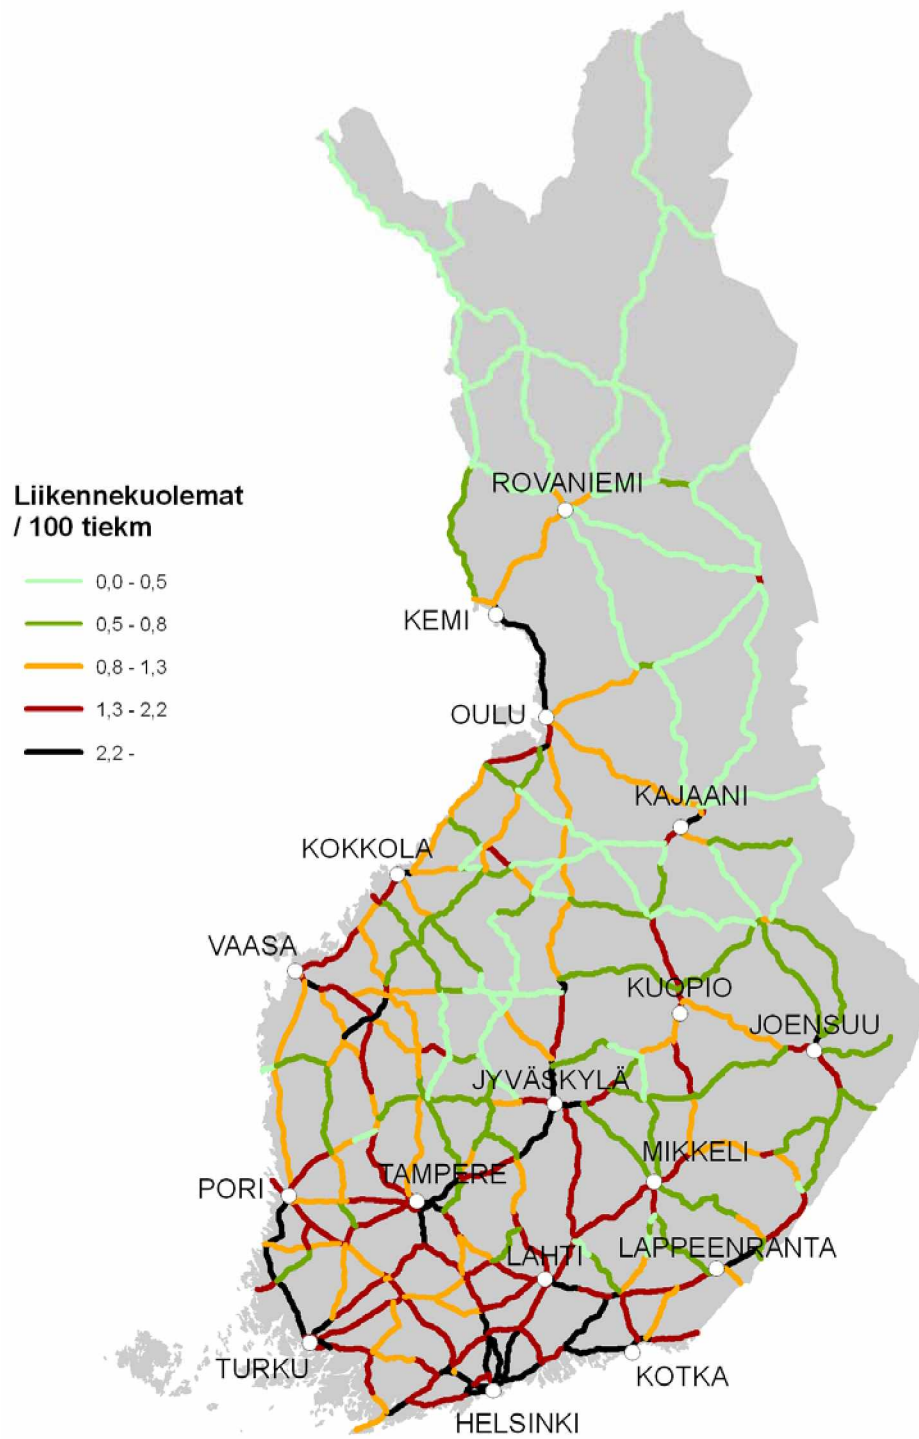 ROVANIEMI
Liikennekuolemat
/ 100 tiekm
0,0 - 0,5
0,5 - 0,8
0,8 - 1,3
1,3 - 2,2
2,2 -
KEMI
OULU
KAJAANI
KOKKOLA
VAASA
KUOPIO
JOENSUU
JYVÄSKYLÄ
MIKKELI
TAMPERE
PORI
LAPPEENRANTA
LAHTI
TURKU
KOTKA
HELSINKI